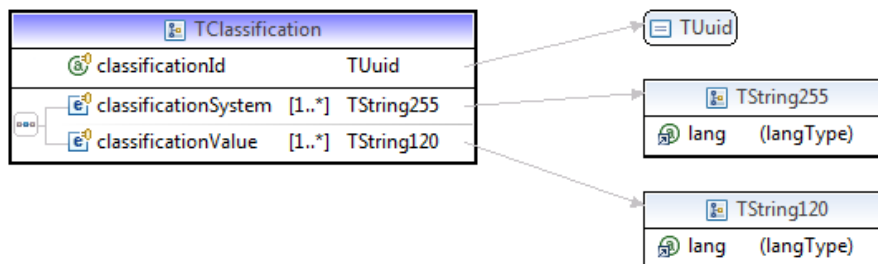 TClassification
classificationId TUuid
classificationSystem [1..*] TString255
classificationValue [1..*] TString120
TUuid
TString255
lang (langType)
TString120
lang (langType)